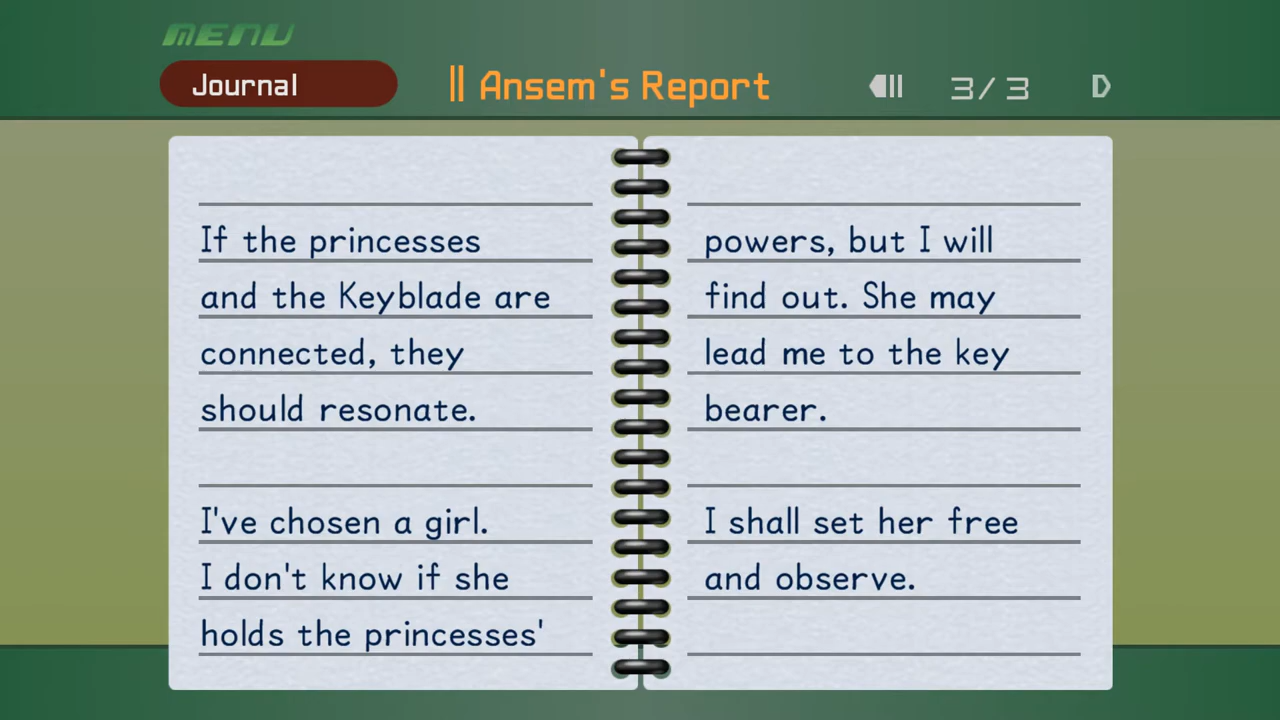 MENU
Journal
Ansem's Report
3/3
If the princesses
and the Keyblade are
connected, they
should resonate.
I've chosen a girl.
I don't know if she
holds the princesses'
powers, but I will
find out. She may
lead me to the key
bearer.
I shall set her free
and observe.